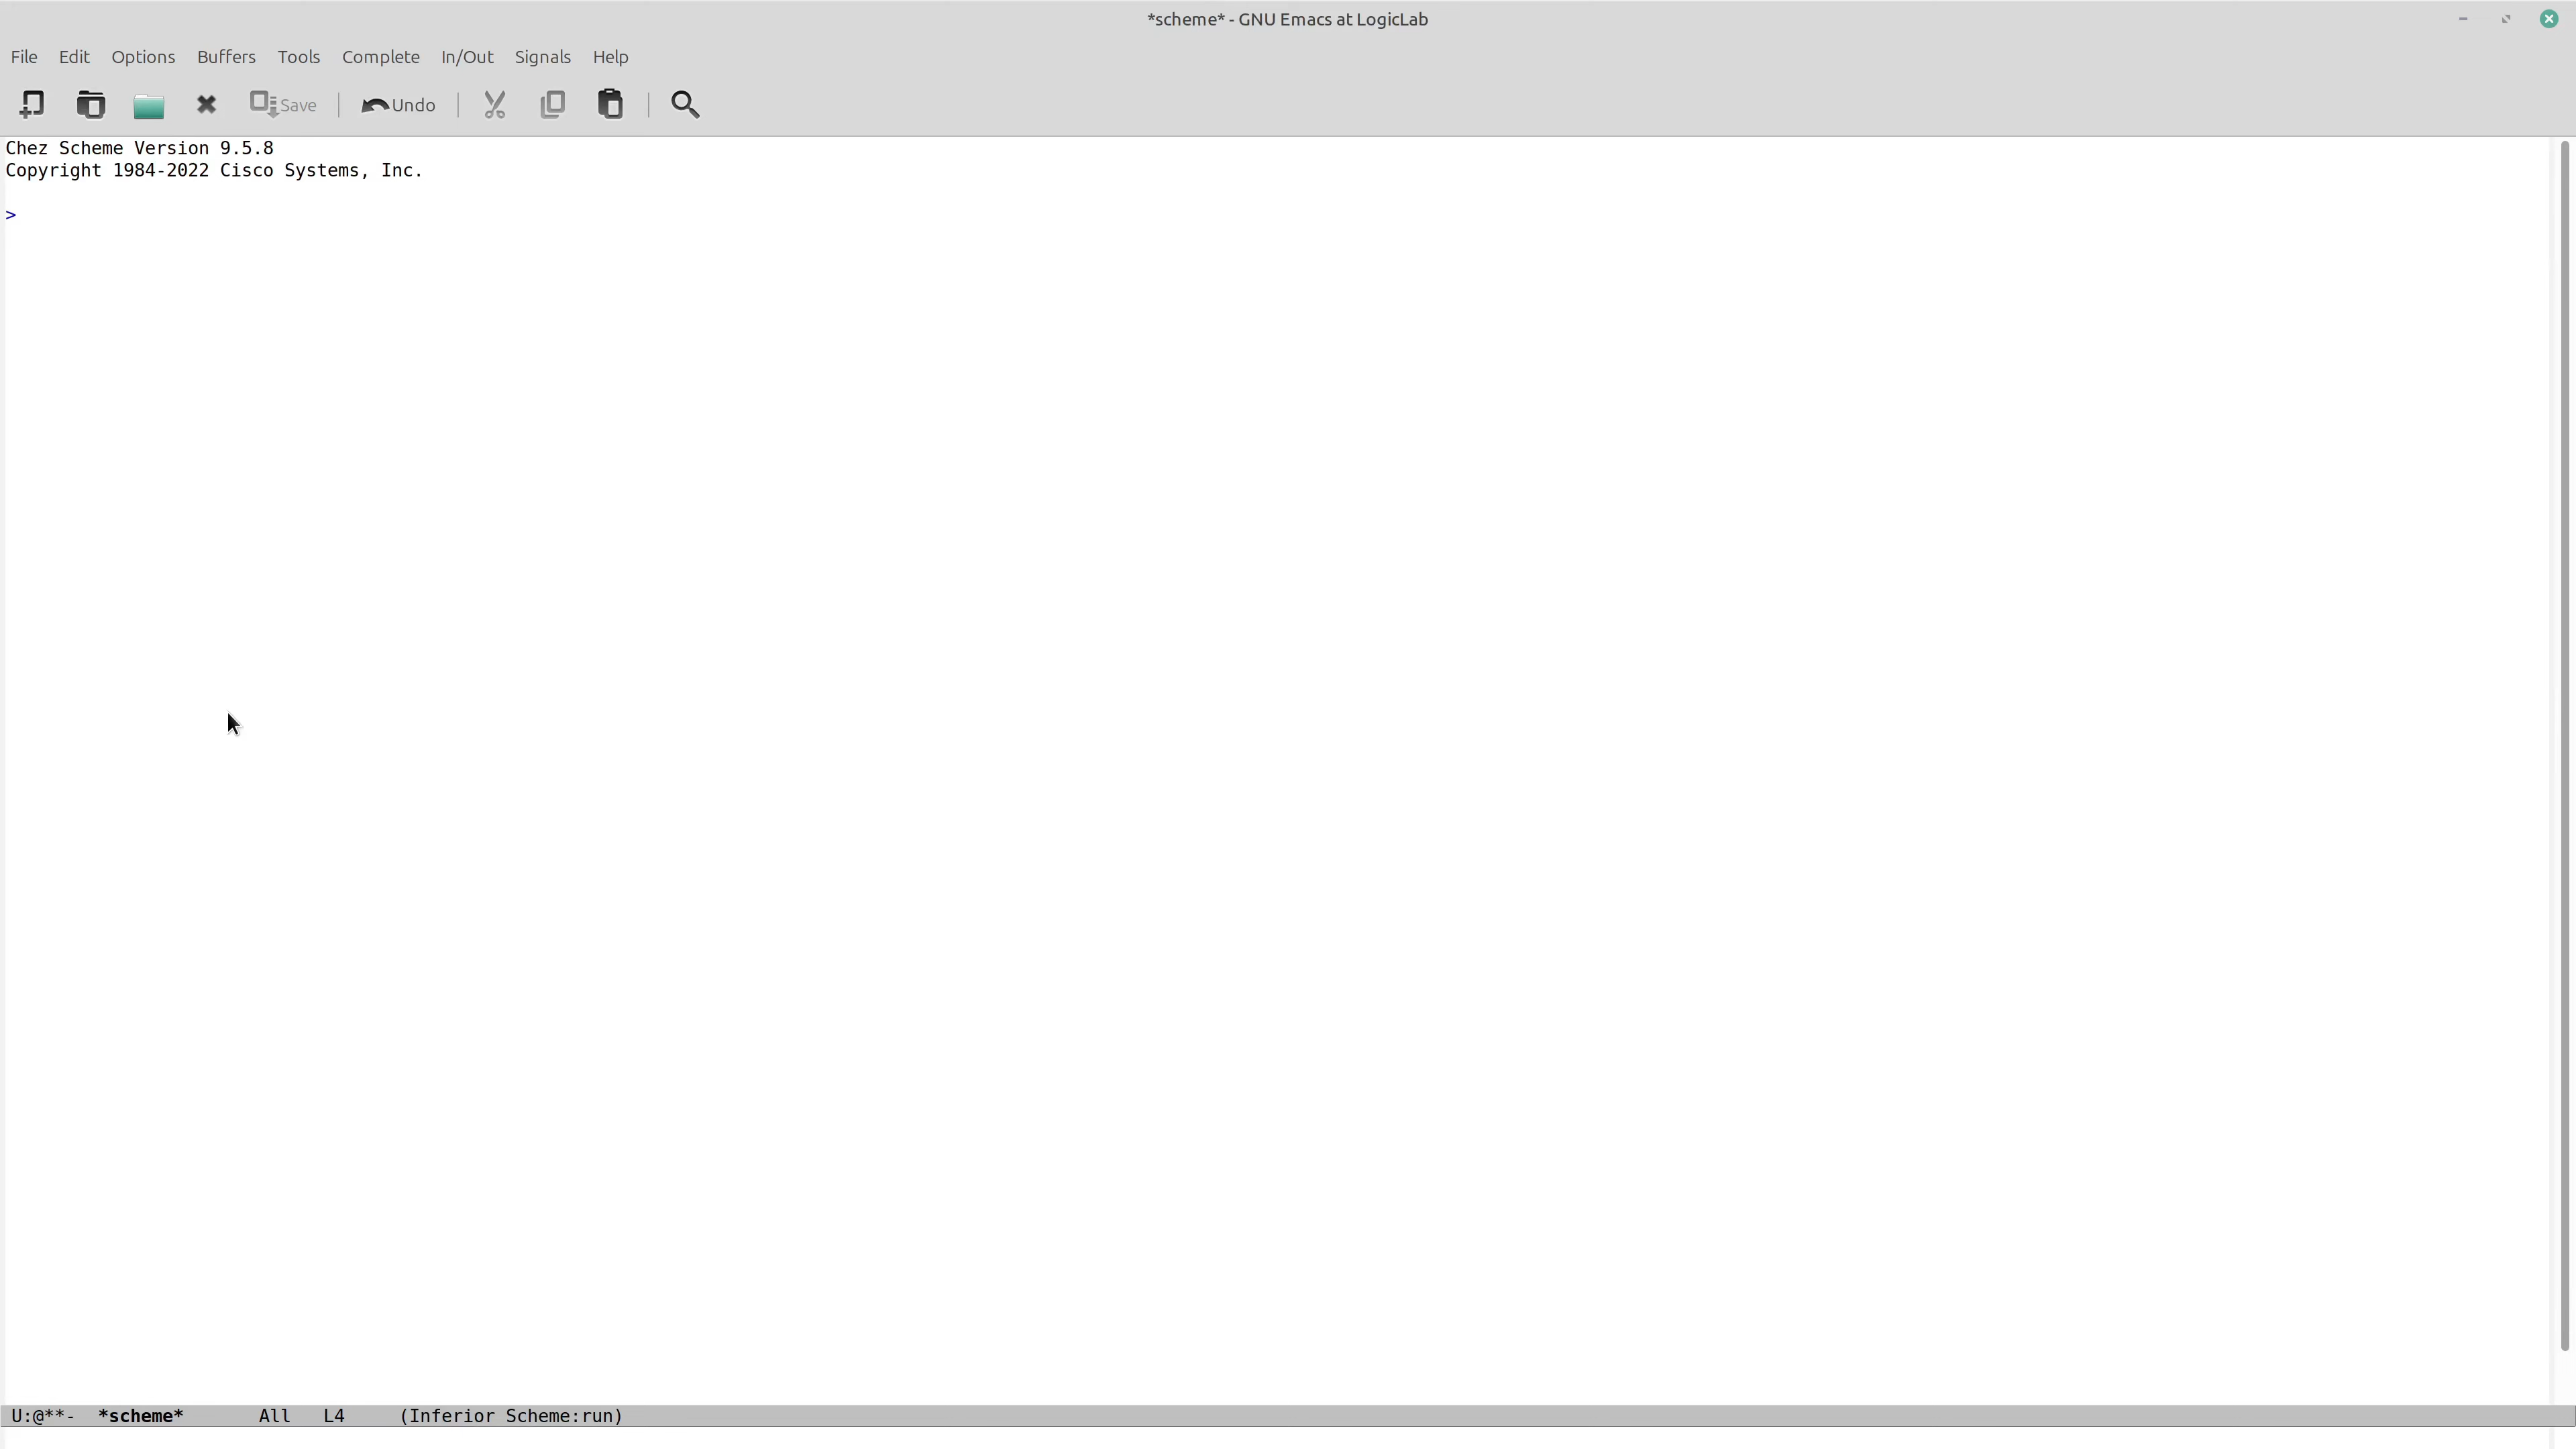 *scheme* - GNU Emacs at LogicLab
File Edit Options Buffers Tools Complete In/Out Signals Help
Save Undo
Chez Scheme Version 9.5.8
Copyright 1984-2022 Cisco Systems, Inc.
>
U:@**- *scheme* All L4 (Inferior Scheme:run)